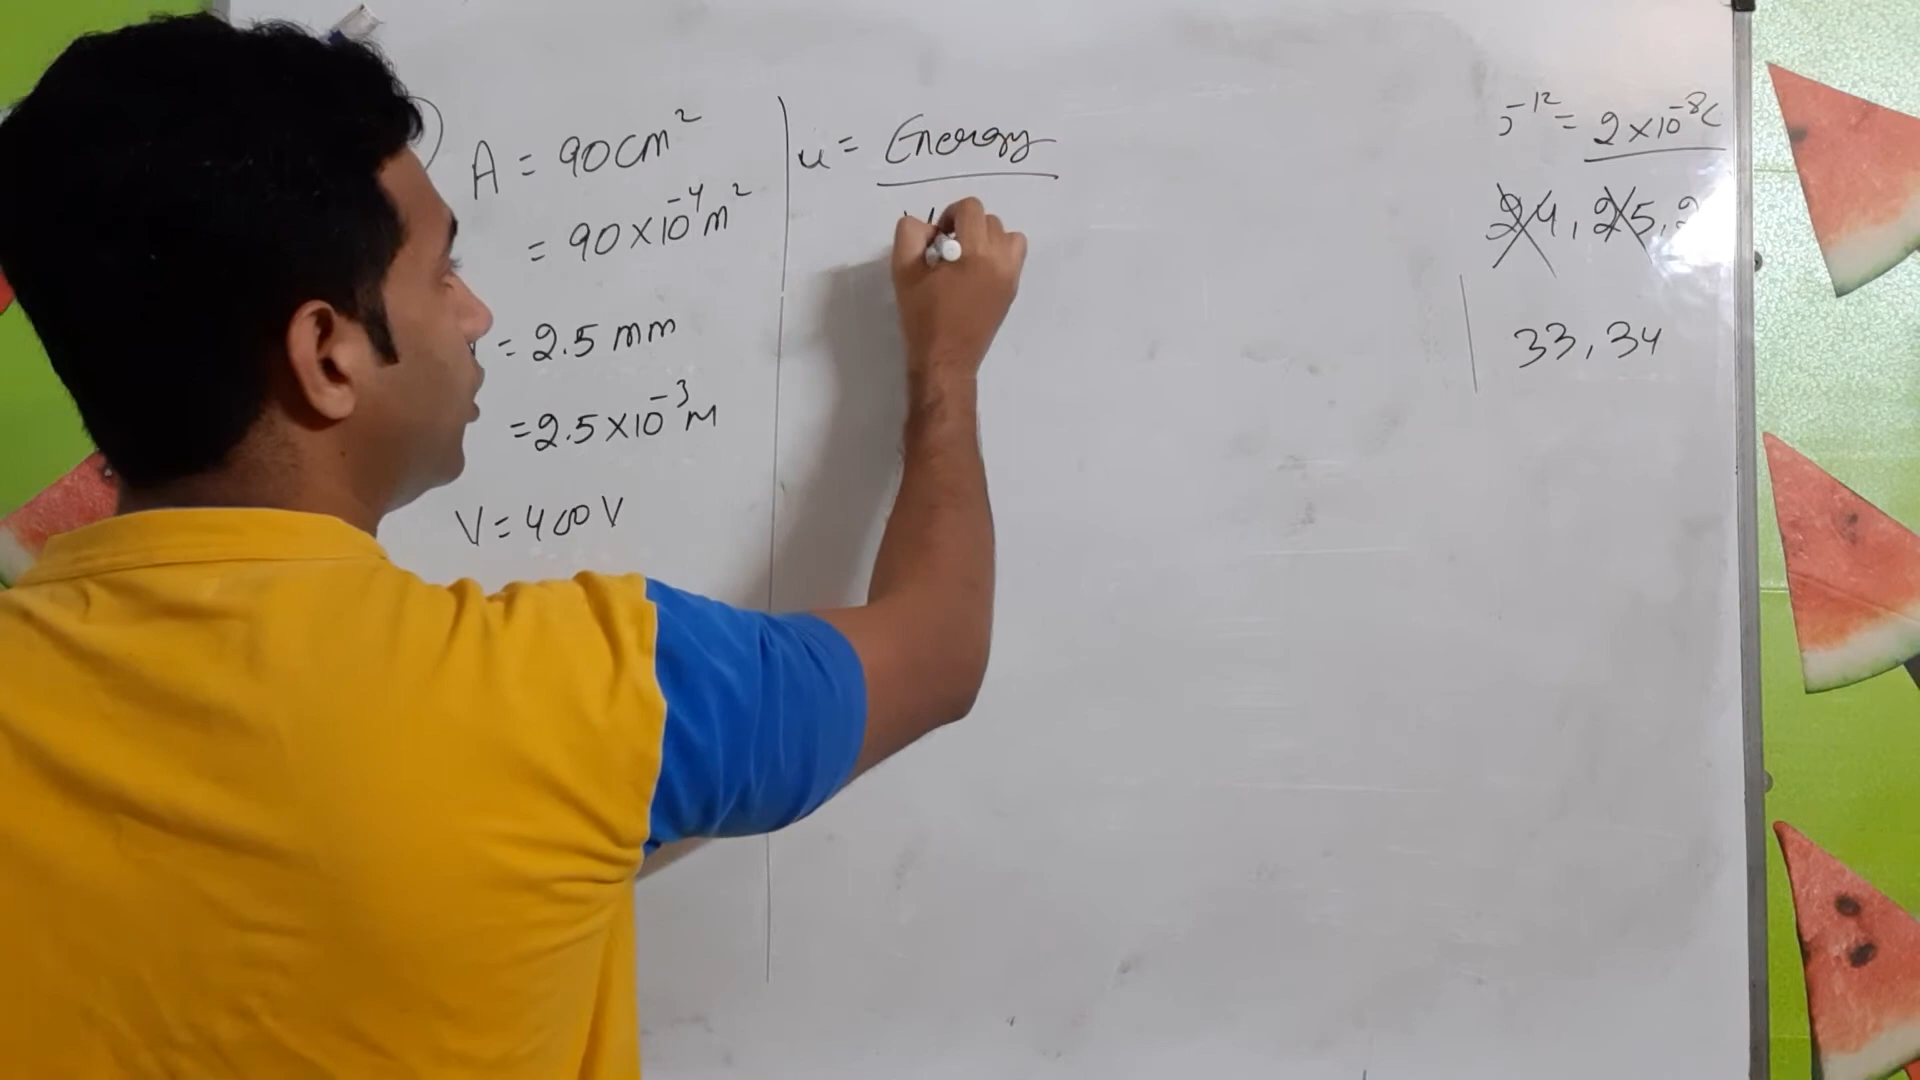 A = 90 cm²
= 90 × 10⁻⁴ m²
= 2.5 mm
= 2.5 × 10⁻³ m
V = 400 V
u = Energy
⁻¹² = 2 × 10⁻⁸ C
24, 25, 2
33, 34